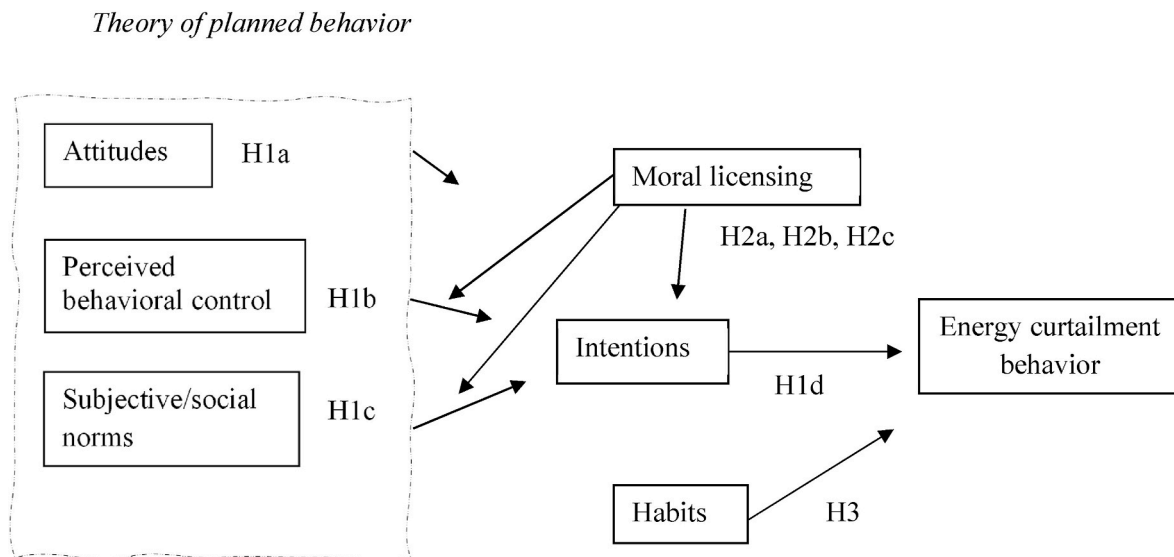 Theory of planned behavior
Attitudes
H1a
Moral licensing
H2a, H2b, H2c
Perceived
behavioral control
H1b
Intentions
H1d
Energy curtailment
behavior
Subjective/social
norms
H1c
Habits
H3